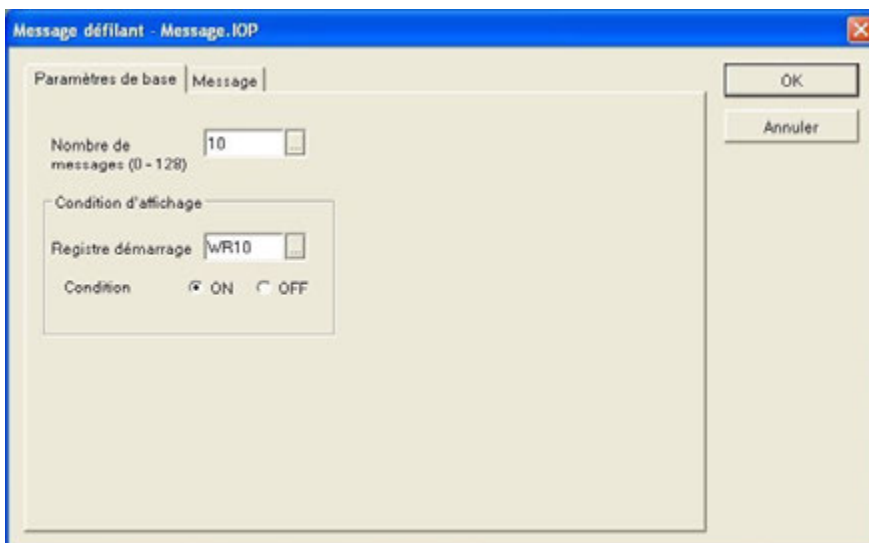 Message défilant - Message.IOP
Paramètres de base
Message
OK
Annuler
Nombre de
messages (0 - 128)
10
...
Condition d'affichage
Registre démarrage
WR10
...
Condition
ON
OFF